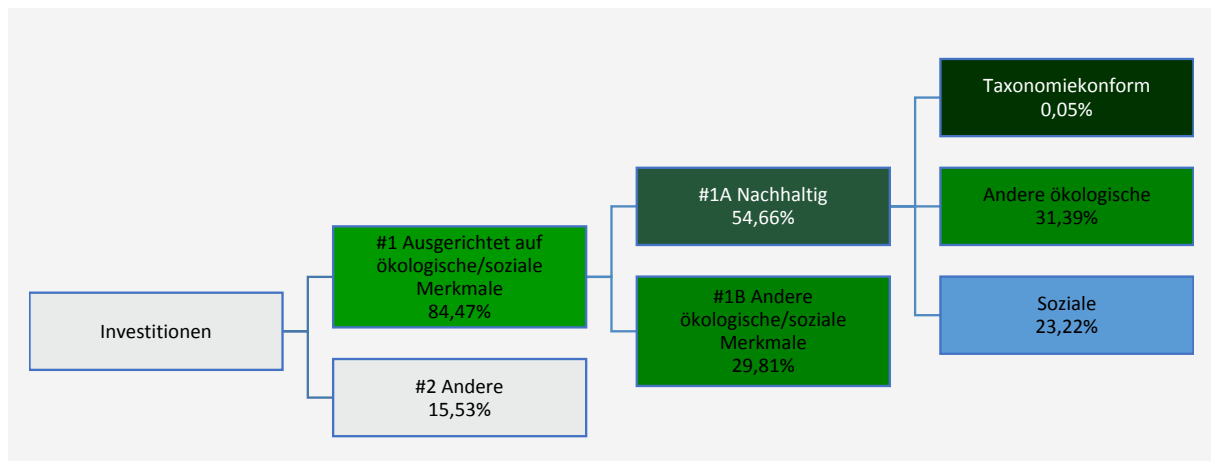 Investitionen
#1 Ausgerichtet auf
ökologische/soziale
Merkmale
84,47%
#2 Andere
15,53%
#1A Nachhaltig
54,66%
#1B Andere
ökologische/soziale
Merkmale
29,81%
Taxonomiekonform
0,05%
Andere ökologische
31,39%
Soziale
23,22%